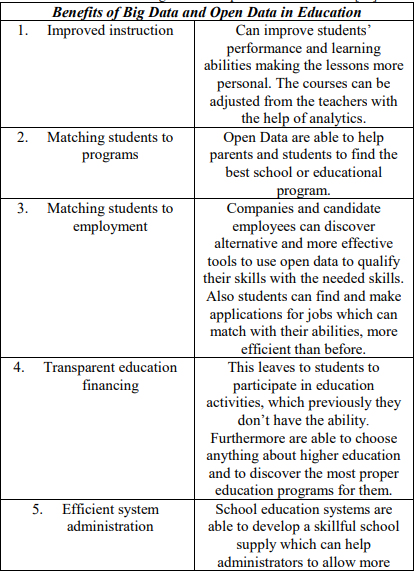 Benefits of Big Data and Open Data in Education
1. Improved instruction
Can improve students’
performance and learning
abilities making the lessons more
personal. The courses can be
adjusted from the teachers with
the help of analytics.
2. Matching students to
programs
Open Data are able to help
parents and students to find the
best school or educational
program.
3. Matching students to
employment
Companies and candidate
employees can discover
alternative and more effective
tools to use open data to qualify
their skills with the needed skills.
Also students can find and make
applications for jobs which can
match with their abilities, more
efficient than before.
4. Transparent education
financing
This leaves to students to
participate in education
activities, which previously they
don’t have the ability.
Furthermore are able to choose
anything about higher education
and to discover the most proper
education programs for them.
5. Efficient system
administration
School education systems are
able to develop a skillful school
supply which can help
administrators to allow more